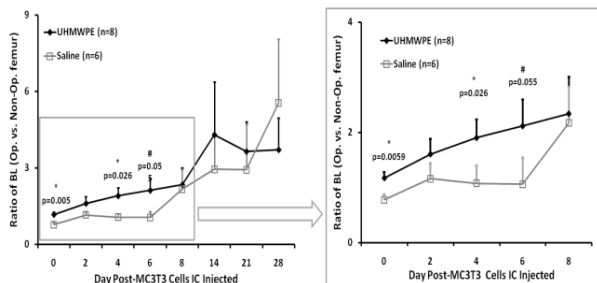 9
6
3
0
Ratio of BL (Op. vs. Non-Op. femur)
UHMWPE (n=8)
Saline (n=6)
*
p=0.005
*
p=0.026
#
p=0.05
5
0 2 4 6 8 14 21 28
Day Post-MC3T3 Cells IC Injected
4
2
0
Ratio of BL (Op. vs. Non-Op. femur)
UHMWPE (n=8)
Saline (n=6)
*
p=0.0059
*
p=0.026
#
p=0.055
0 2 4 6 8
Day Post-MC3T3 Cells IC Injected